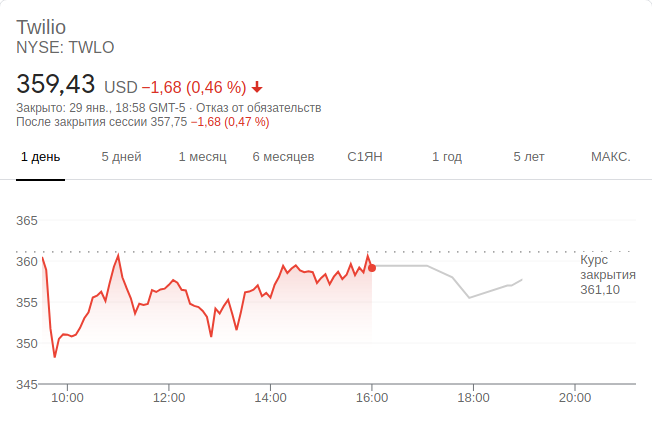 Twilio
NYSE: TWLO
359,43 USD −1,68 (0,46 %)
Закрыто: 29 янв., 18:58 GMT-5 · Отказ от обязательств
После закрытия сессии 357,75 −1,68 (0,47 %)
1 день 5 дней 1 месяц 6 месяцев С1ЯН 1 год 5 лет МАКС.
365
360
355
350
345
Курс
закрытия
361,10
10:00 12:00 14:00 16:00 18:00 20:00